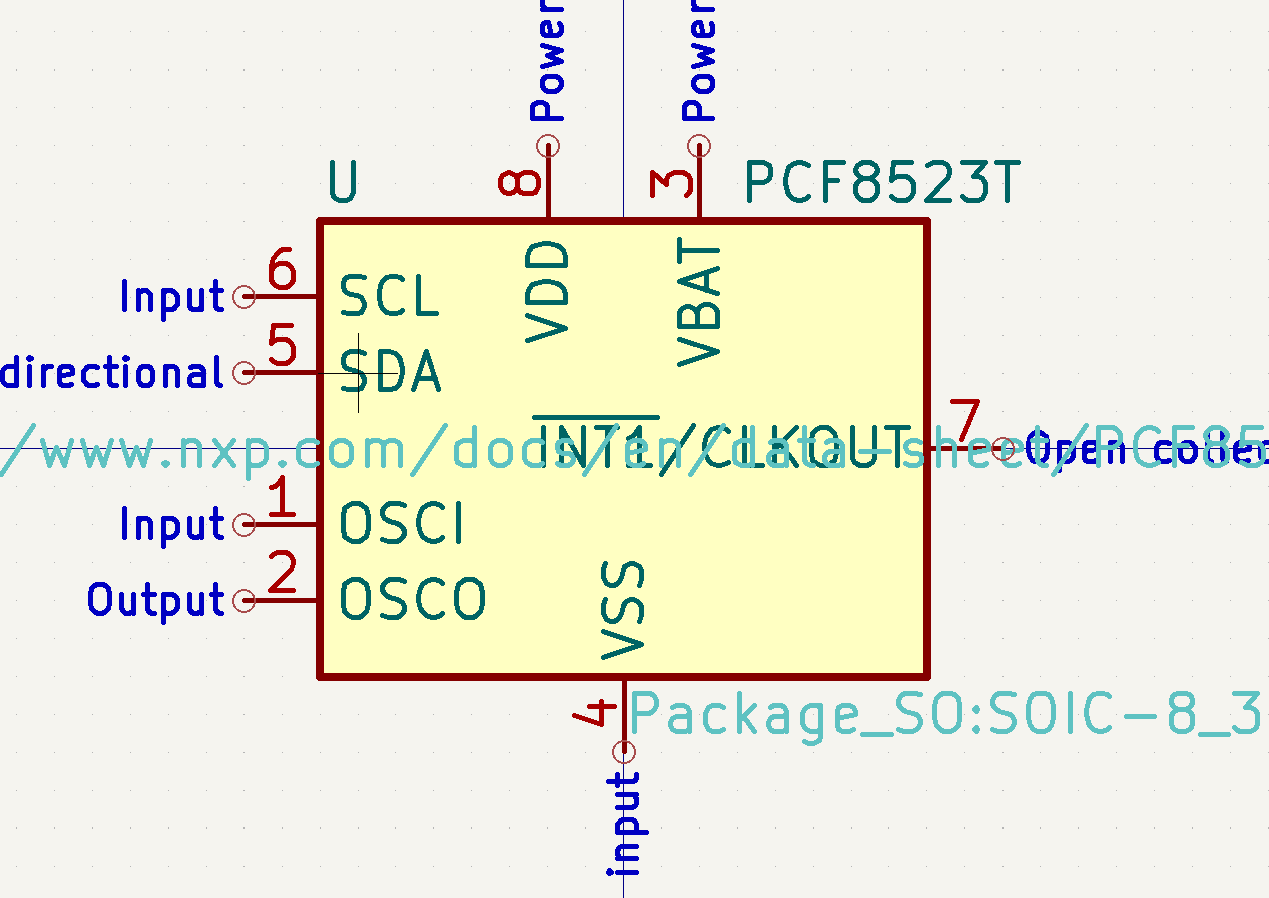 Power
Power
U
8
3
PCF8523T
VDD
VBAT
Input
6
SCL
directional
5
SDA
/www.nxp.com/docs/en/data-sheet/PCF85
INT1/CLKOUT
7
Open collec
Input
1
OSCI
Output
2
OSCO
VSS
4
Package_SO:SOIC-8_3
input